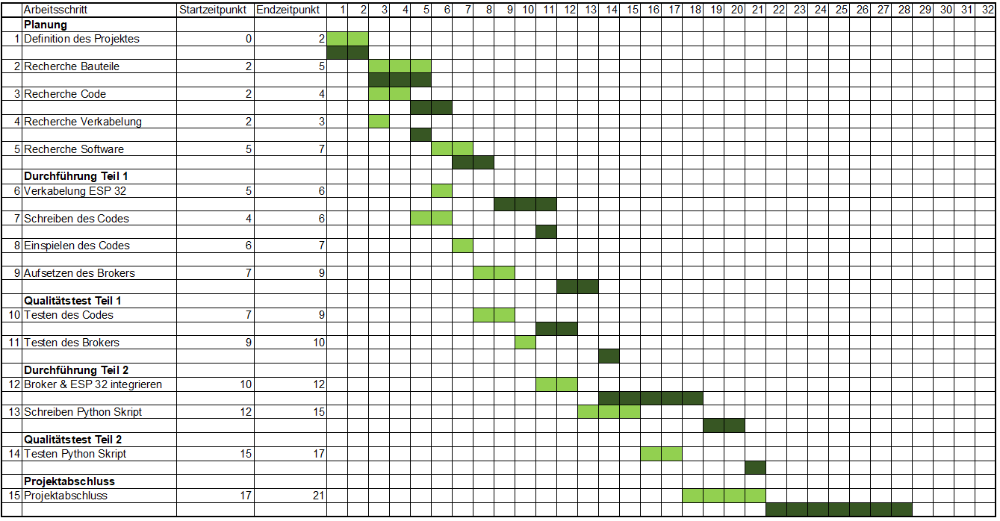 Arbeitsschritt Startzeitpunkt Endzeitpunkt 1 2 3 4 5 6 7 8 9 10 11 12 13 14 15 16 17 18 19 20 21 22 23 24 25 26 27 28 29 30 31 32
Planung
1 Definition des Projektes 0 2
2 Recherche Bauteile 2 5
3 Recherche Code 2 4
4 Recherche Verkabelung 2 3
5 Recherche Software 5 7
Durchführung Teil 1
6 Verkabelung ESP 32 5 6
7 Schreiben des Codes 4 6
8 Einspielen des Codes 6 7
9 Aufsetzen des Brokers 7 9
Qualitätstest Teil 1
10 Testen des Codes 7 9
11 Testen des Brokers 9 10
Durchführung Teil 2
12 Broker & ESP 32 integrieren 10 12
13 Schreiben Python Skript 12 15
Qualitätstest Teil 2
14 Testen Python Skript 15 17
Projektabschluss
15 Projektabschluss 17 21